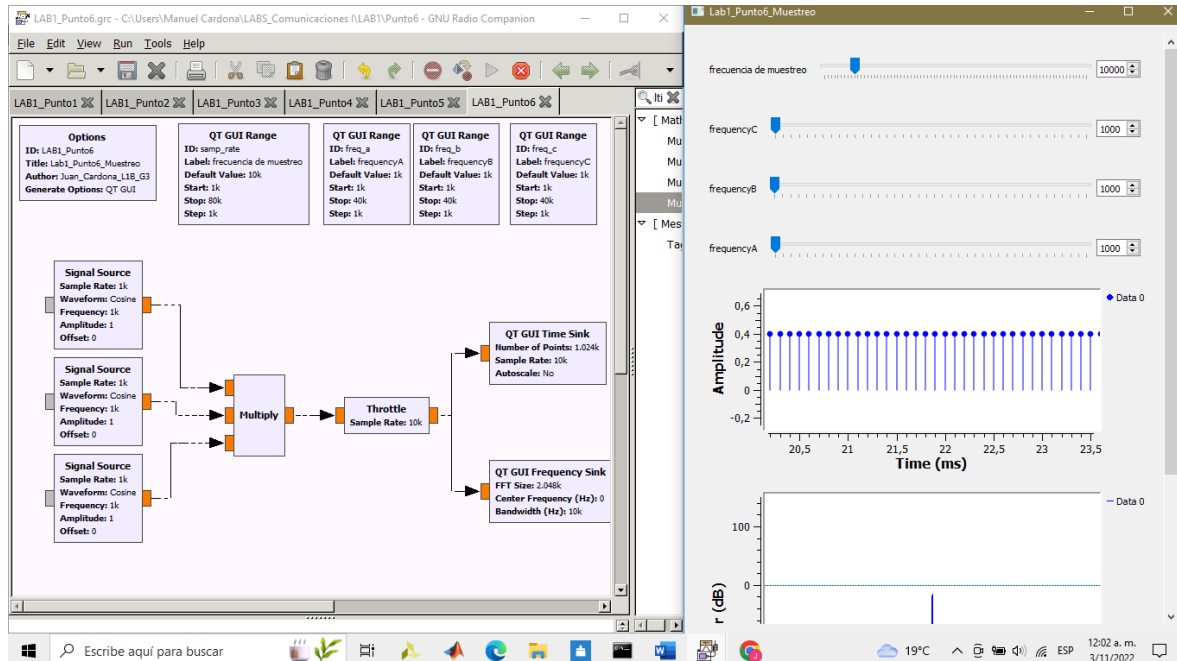 LAB1_Punto6.grc - C:\Users\Manuel Cardona\LABS_Comunicaciones I\LAB1\Punto6 - GNU Radio Companion
File Edit View Run Tools Help
LAB1_Punto1 LAB1_Punto2 LAB1_Punto3 LAB1_Punto4 LAB1_Punto5 LAB1_Punto6
Options
ID: LAB1_Punto6
Title: Lab1_Punto6_Muestreo
Author: Juan_Cardona_L1B_G3
Generate Options: QT GUI
QT GUI Range
ID: samp_rate
Label: frecuencia de muestreo
Default Value: 10k
Start: 1k
Stop: 80k
Step: 1k
QT GUI Range
ID: freq_a
Label: frequencyA
Default Value: 1k
Start: 1k
Stop: 40k
Step: 1k
QT GUI Range
ID: freq_b
Label: frequencyB
Default Value: 1k
Start: 1k
Stop: 40k
Step: 1k
QT GUI Range
ID: freq_c
Label: frequencyC
Default Value: 1k
Start: 1k
Stop: 40k
Step: 1k
Signal Source
Sample Rate: 1k
Waveform: Cosine
Frequency: 1k
Amplitude: 1
Offset: 0
Signal Source
Sample Rate: 1k
Waveform: Cosine
Frequency: 1k
Amplitude: 1
Offset: 0
Signal Source
Sample Rate: 1k
Waveform: Cosine
Frequency: 1k
Amplitude: 1
Offset: 0
Multiply
Throttle
Sample Rate: 10k
QT GUI Time Sink
Number of Points: 1.024k
Sample Rate: 10k
Autoscale: No
QT GUI Frequency Sink
FFT Size: 2.048k
Center Frequency (Hz): 0
Bandwidth (Hz): 10k
lti
[ Math
Mu
Mu
Mu
Mu
[ Mes
Ta
Lab1_Punto6_Muestreo
frecuencia de muestreo 10000
frequencyC 1000
frequencyB 1000
frequencyA 1000
Data 0
Amplitude
0,6
0,4
0,2
0
-0,2
20,5 21 21,5 22 22,5 23 23,5
Time (ms)
Data 0
100
0
r (dB)
Escribe aquí para buscar
19°C
ESP
12:02 a. m.
3/11/2022